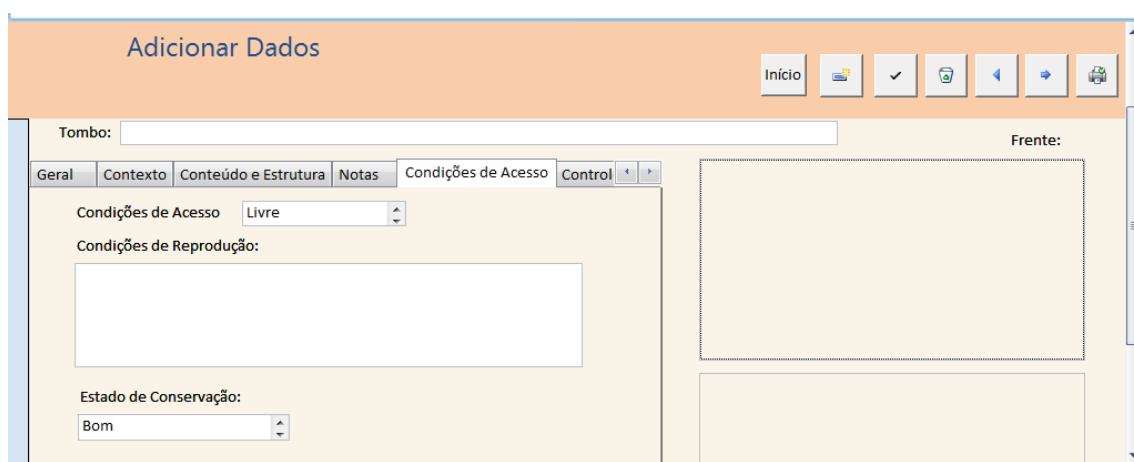 Adicionar Dados
Início
Tombo:
Frente:
Geral Contexto Conteúdo e Estrutura Notas Condições de Acesso Control
Condições de Acesso Livre
Condições de Reprodução:
Estado de Conservação:
Bom